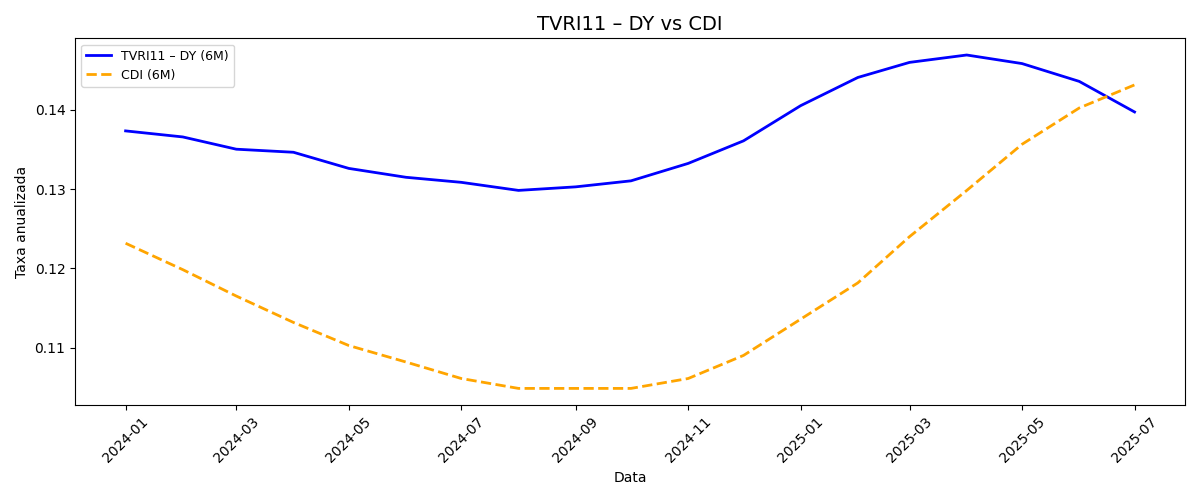 TVRI11 – DY vs CDI
TVRI11 – DY (6M)
CDI (6M)
Taxa anualizada
0.14
0.13
0.12
0.11
2024-01
2024-03
2024-05
2024-07
2024-09
2024-11
2025-01
2025-03
2025-05
2025-07
Data